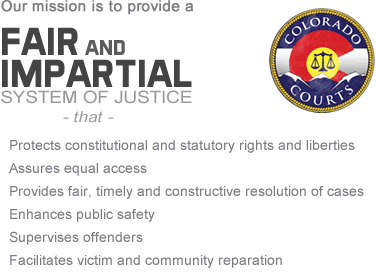 Our mission is to provide a
FAIR AND
IMPARTIAL
SYSTEM OF JUSTICE
- that -
COLORADO
COURTS
Protects constitutional and statutory rights and liberties
Assures equal access
Provides fair, timely and constructive resolution of cases
Enhances public safety
Supervises offenders
Facilitates victim and community reparation